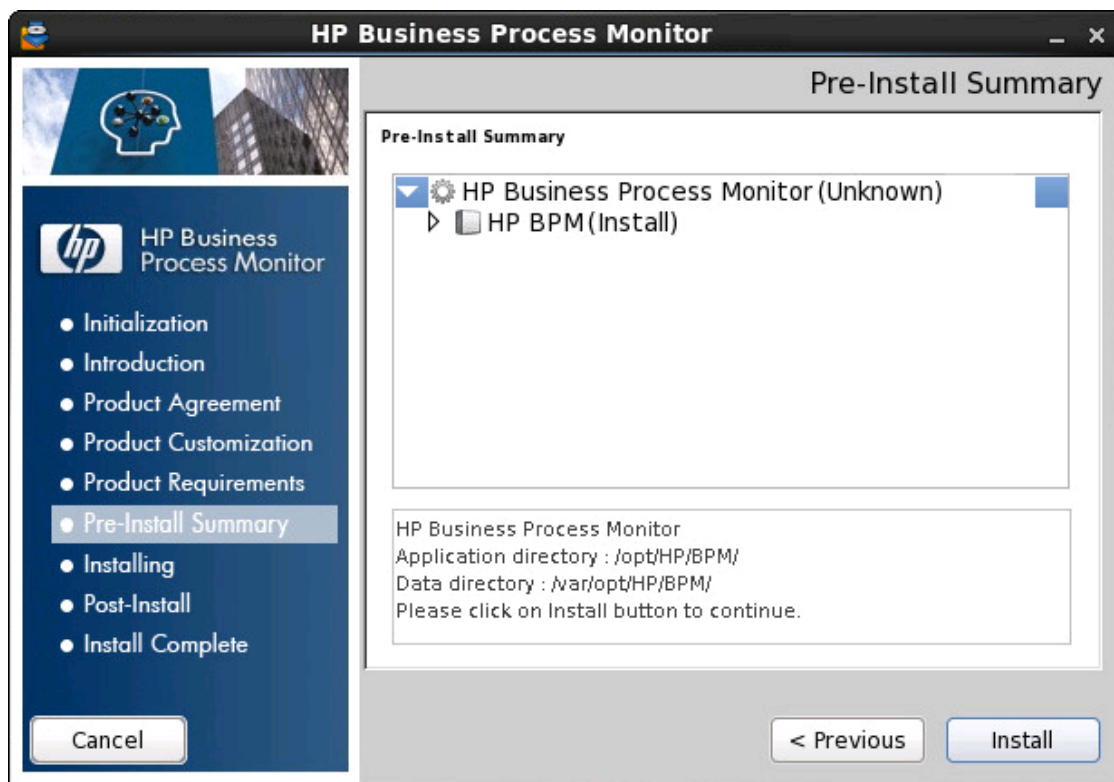 HP Business Process Monitor
Pre-Install Summary
hp
HP Business
Process Monitor
Initialization
Introduction
Product Agreement
Product Customization
Product Requirements
Pre-Install Summary
Installing
Post-Install
Install Complete
Cancel
Pre-Install Summary
HP Business Process Monitor (Unknown)
HP BPM (Install)
HP Business Process Monitor
Application directory : /opt/HP/BPM/
Data directory : /var/opt/HP/BPM/
Please click on Install button to continue.
< Previous
Install